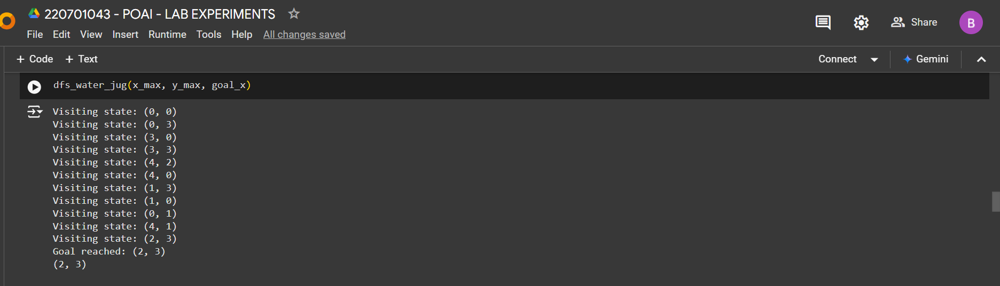 220701043 - POAI - LAB EXPERIMENTS
File Edit View Insert Runtime Tools Help All changes saved
Share
B
+ Code + Text
Connect
Gemini
dfs_water_jug(x_max, y_max, goal_x)
Visiting state: (0, 0)
Visiting state: (0, 3)
Visiting state: (3, 0)
Visiting state: (3, 3)
Visiting state: (4, 2)
Visiting state: (4, 0)
Visiting state: (1, 3)
Visiting state: (1, 0)
Visiting state: (0, 1)
Visiting state: (4, 1)
Visiting state: (2, 3)
Goal reached: (2, 3)
(2, 3)